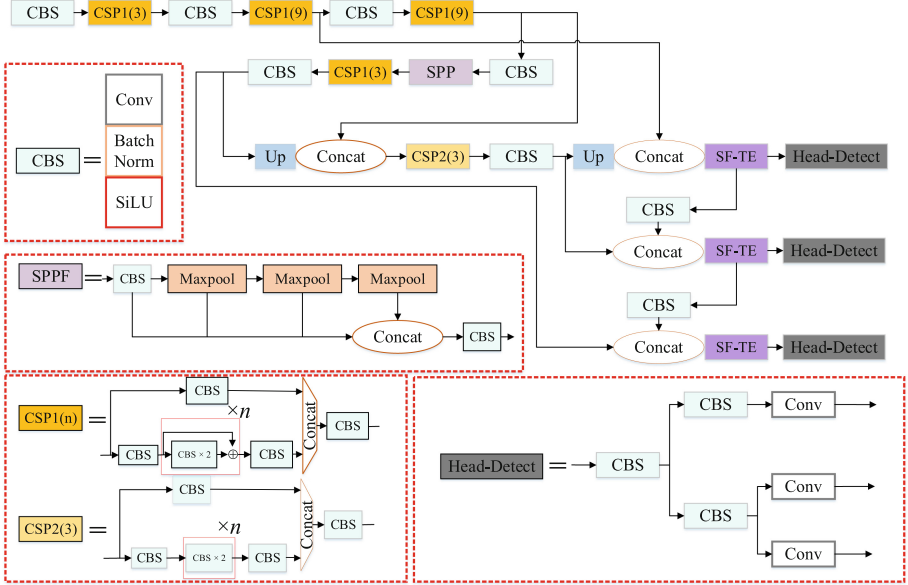 CBS CSP1(3) CBS CSP1(9) CBS CSP1(9)
CBS CSP1(3) SPP CBS
Up Concat CSP2(3) CBS Up Concat SF-TE Head-Detect
CBS
Concat SF-TE Head-Detect
CBS
Concat SF-TE Head-Detect
CBS =
Conv
Batch
Norm
SiLU
SPPF = CBS Maxpool Maxpool Maxpool
Concat CBS
CSP1(n) =
CBS
×n
CBS CBS × 2 ⊕ CBS
Concat
CBS
CSP2(3) =
CBS
×n
CBS CBS × 2 CBS
Concat
CBS
Head-Detect = CBS
CBS Conv
CBS
Conv
Conv